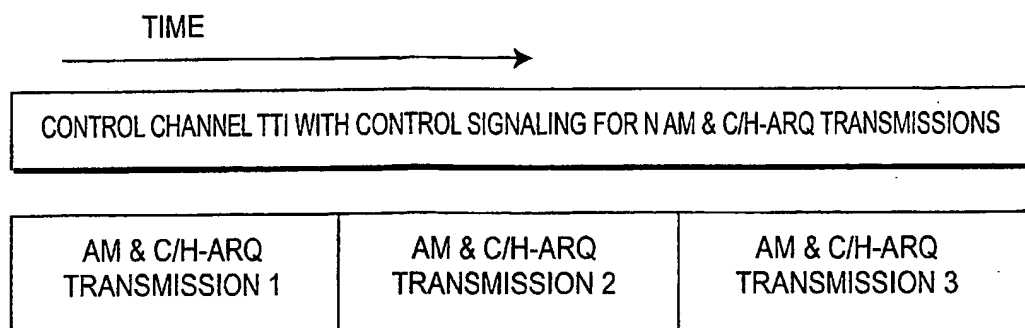 TIME
CONTROL CHANNEL TTI WITH CONTROL SIGNALING FOR N AM & C/H-ARQ TRANSMISSIONS
AM & C/H-ARQ
TRANSMISSION 1
AM & C/H-ARQ
TRANSMISSION 2
AM & C/H-ARQ
TRANSMISSION 3